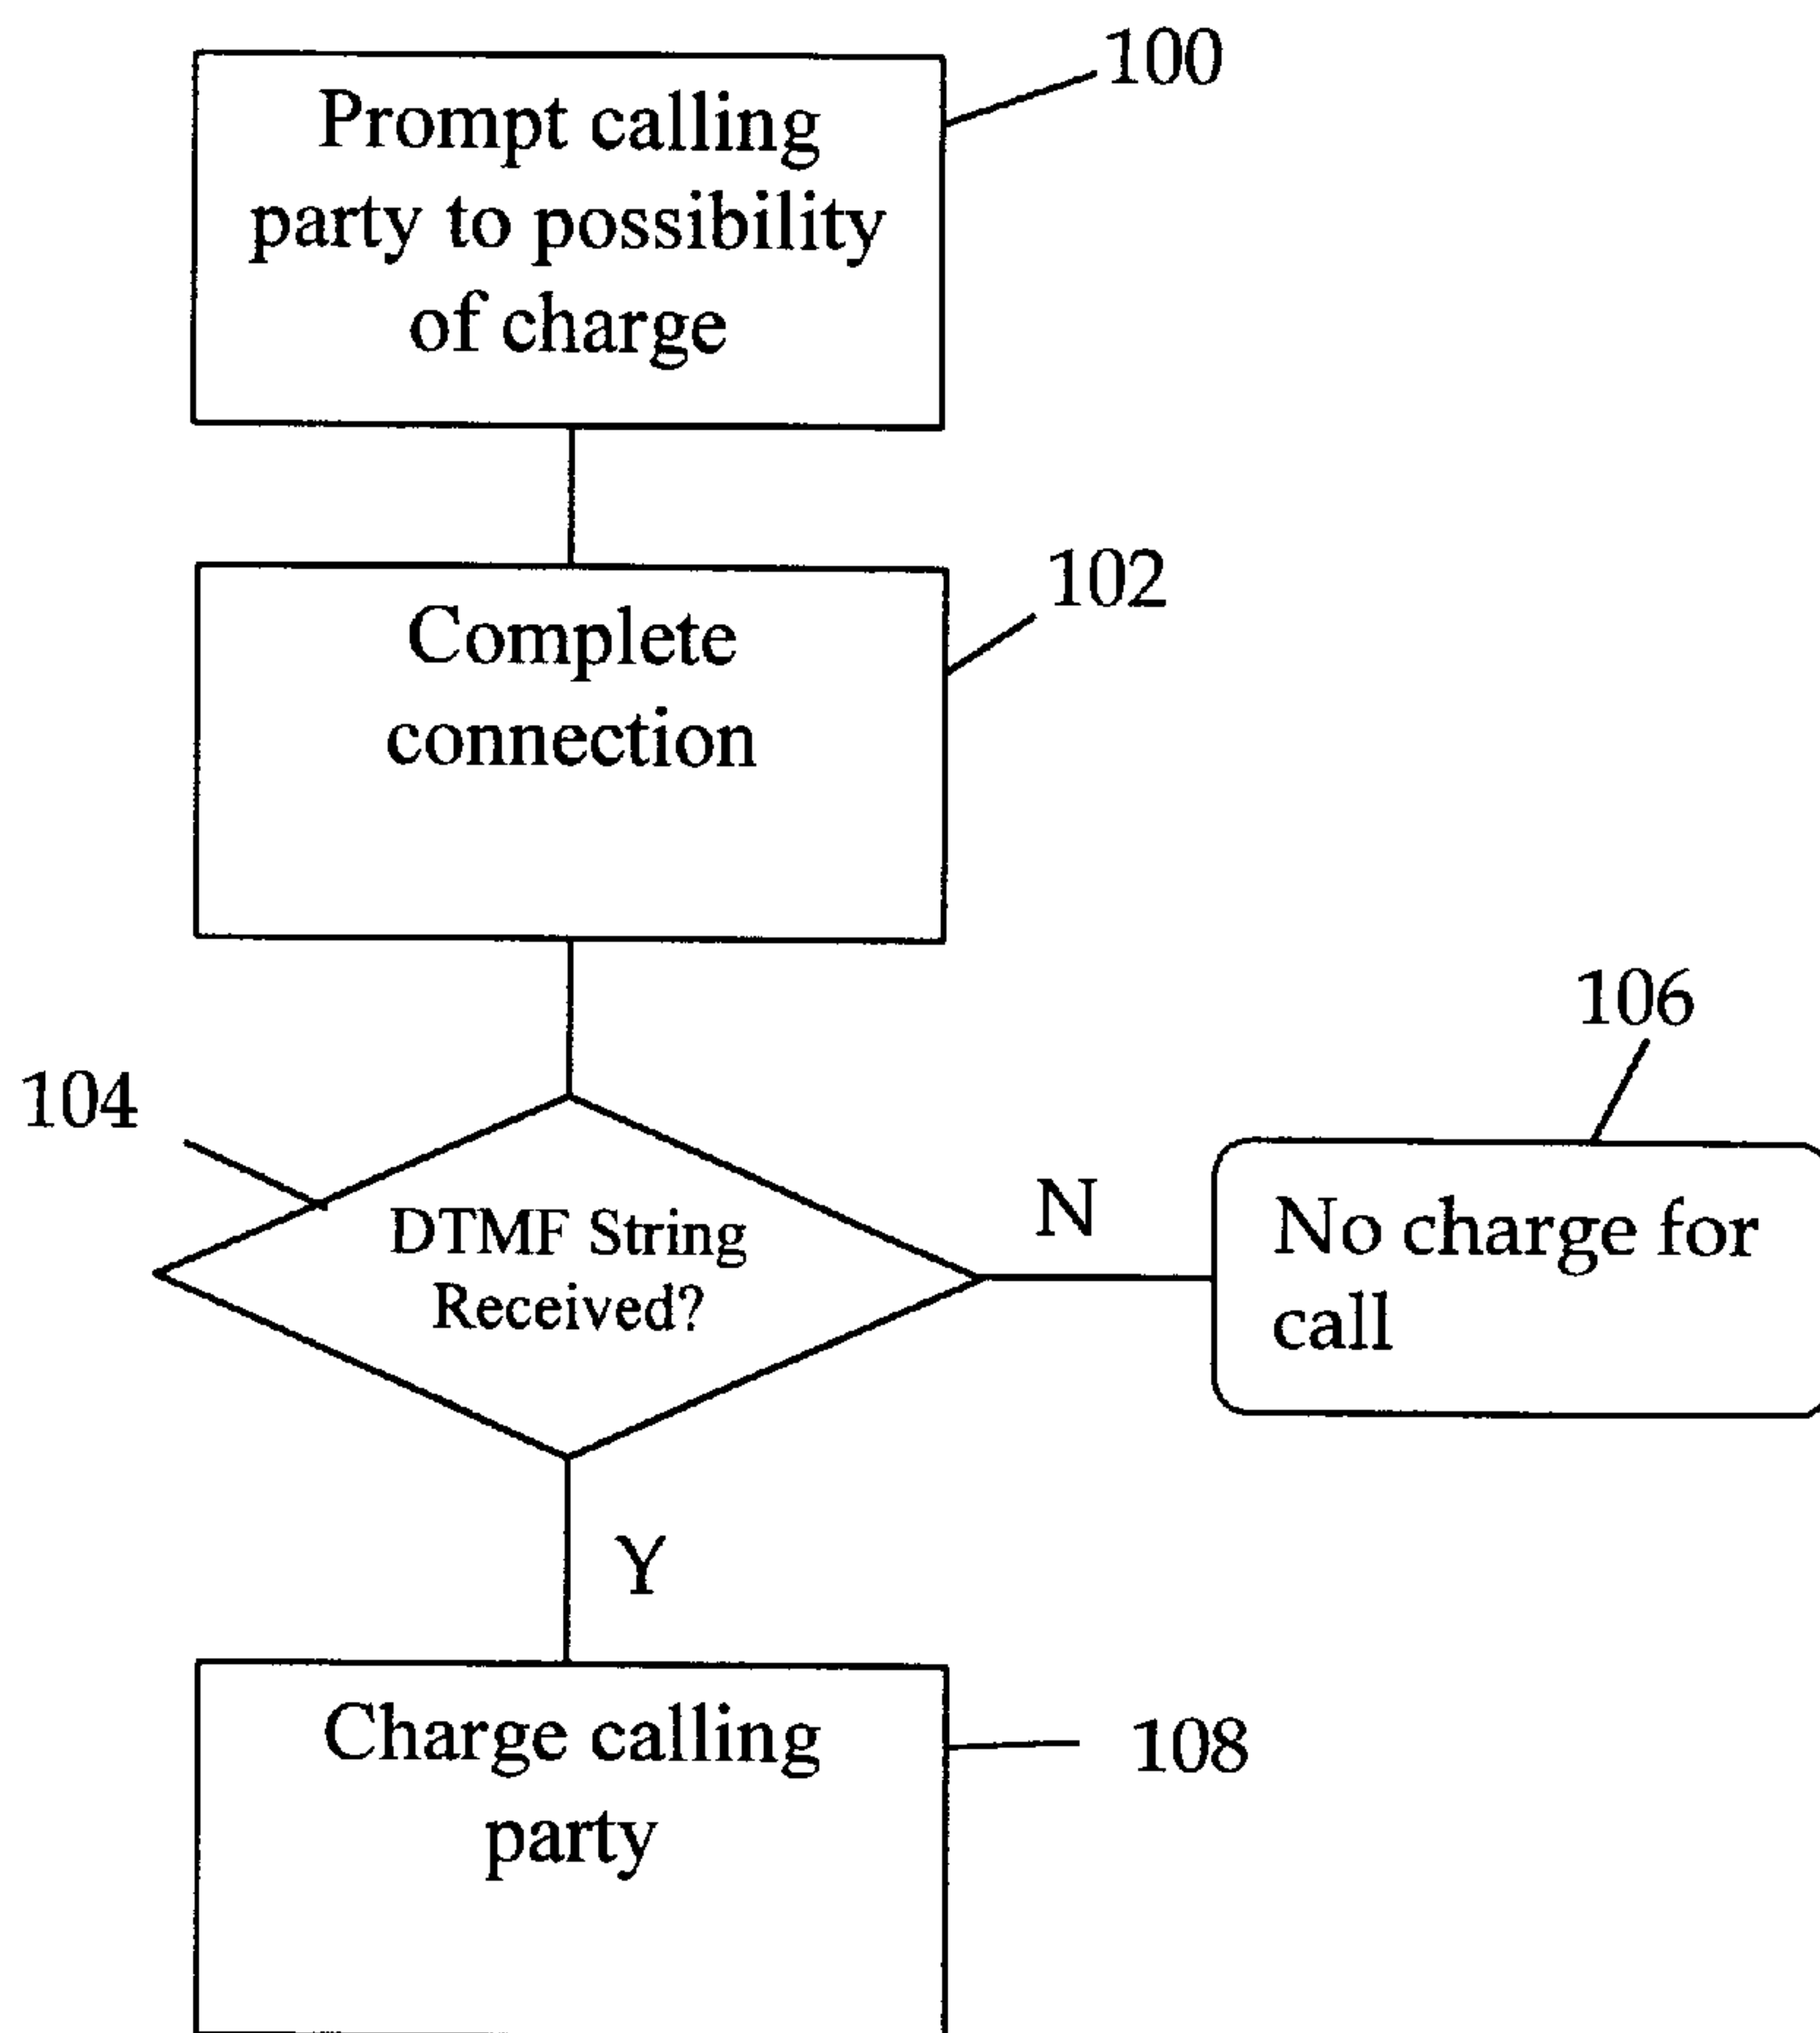 100
Prompt calling
party to possibility
of charge
102
Complete
connection
106
104
DTMF String
Received?
N
No charge for
call
Y
Charge calling
party
108